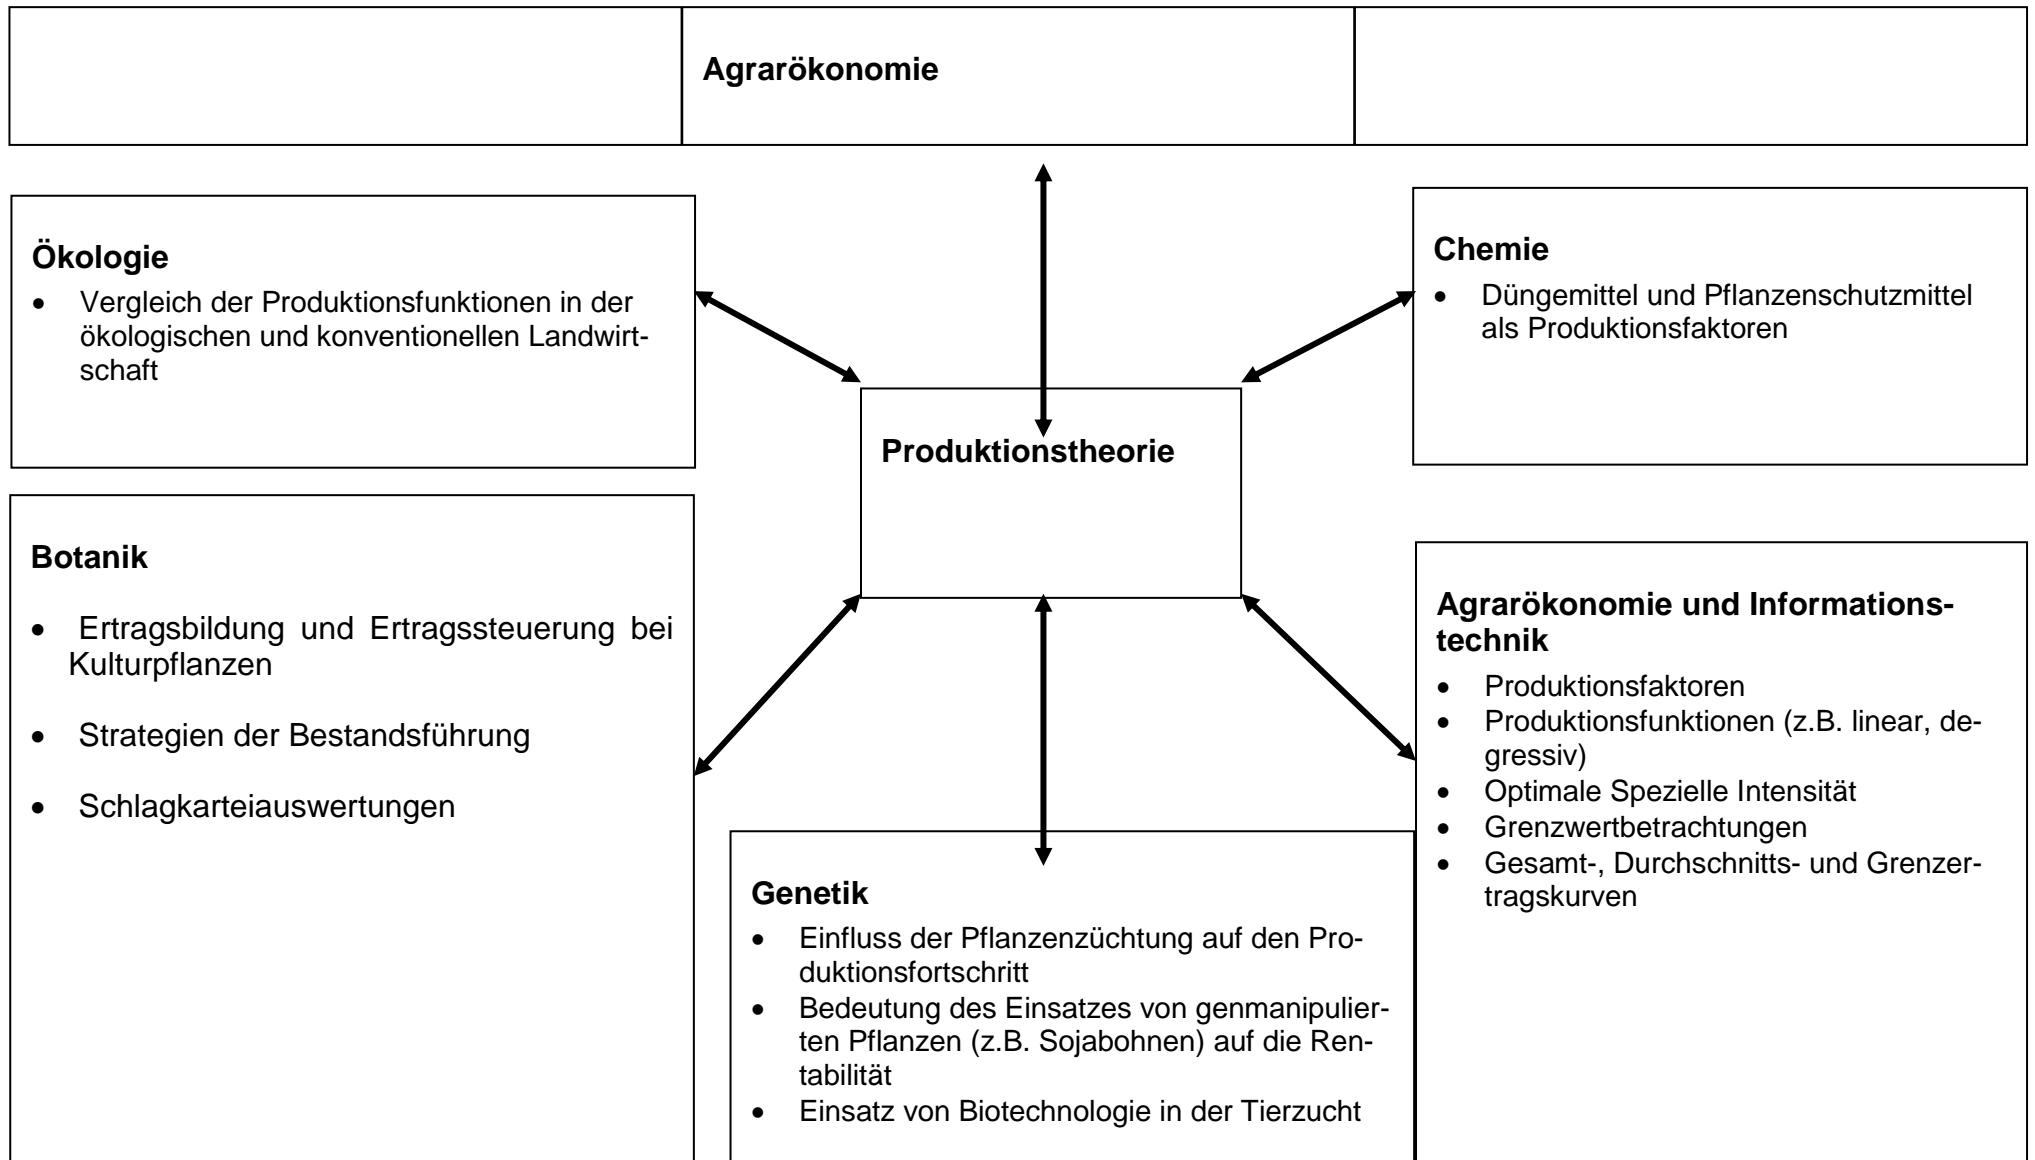 Agrarökonomie
Ökologie
• Vergleich der Produktionsfunktionen in der
ökologischen und konventionellen Landwirt-
schaft
Chemie
• Düngemittel und Pflanzenschutzmittel
als Produktionsfaktoren
Produktionstheorie
Botanik
• Ertragsbildung und Ertragssteuerung bei
Kulturpflanzen
• Strategien der Bestandsführung
• Schlagkarteiauswertungen
Agrarökonomie und Informations-
technik
• Produktionsfaktoren
• Produktionsfunktionen (z.B. linear, de-
gressiv)
• Optimale Spezielle Intensität
• Grenzwertbetrachtungen
• Gesamt-, Durchschnitts- und Grenzer-
tragskurven
Genetik
• Einfluss der Pflanzenzüchtung auf den Pro-
duktionsfortschritt
• Bedeutung des Einsatzes von genmanipulier-
ten Pflanzen (z.B. Sojabohnen) auf die Ren-
tabilität
• Einsatz von Biotechnologie in der Tierzucht